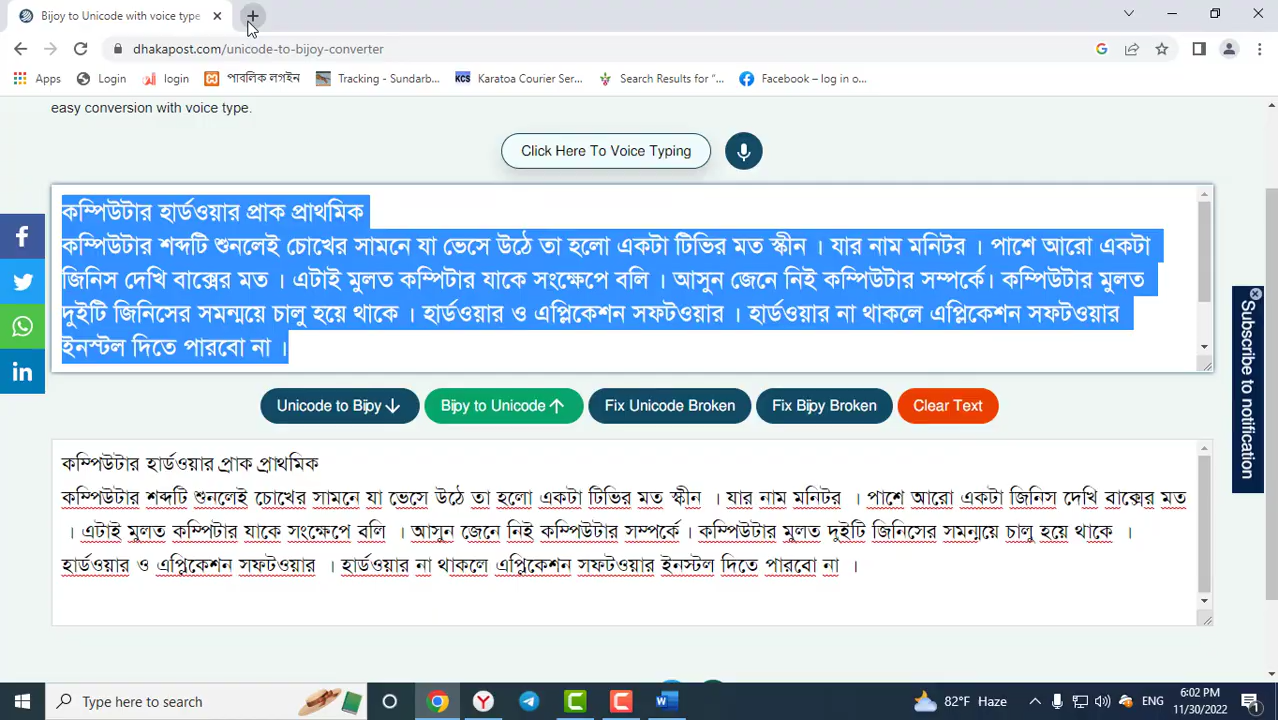 Bijoy to Unicode with voice type
dhakapost.com/unicode-to-bijoy-converter
Apps Login login পাবলিক লগইন Tracking - Sundarb... KCS Karatoa Courier Ser... Search Results for “... Facebook – log in o...
easy conversion with voice type.
Click Here To Voice Typing
কম্পিউটার হার্ডওয়ার প্রাক প্রাথমিক
কম্পিউটার শব্দটি শুনলেই চোখের সামনে যা ভেসে উঠে তা হলো একটা টিভির মত স্কীন । যার নাম মনিটর । পাশে আরো একটা
জিনিস দেখি বাক্সের মত । এটাই মুলত কম্পিটার যাকে সংক্ষেপে বলি । আসুন জেনে নিই কম্পিউটার সম্পর্কে। কম্পিউটার মুলত
দুইটি জিনিসের সমন্ময়ে চালু হয়ে থাকে । হার্ডওয়ার ও এপ্লিকেশন সফটওয়ার । হার্ডওয়ার না থাকলে এপ্লিকেশন সফটওয়ার
ইনস্টল দিতে পারবো না ।
Unicode to Bijoy Bijoy to Unicode Fix Unicode Broken Fix Bijoy Broken Clear Text
Subscribe to notification
কম্পিউটার হার্ডওয়ার প্রাক প্রাথমিক
কম্পিউটার শব্দটি শুনলেই চোখের সামনে যা ভেসে উঠে তা হলো একটা টিভির মত স্কীন । যার নাম মনিটর । পাশে আরো একটা জিনিস দেখি বাক্সের মত
। এটাই মুলত কম্পিটার যাকে সংক্ষেপে বলি । আসুন জেনে নিই কম্পিউটার সম্পর্কে। কম্পিউটার মুলত দুইটি জিনিসের সমন্ময়ে চালু হয়ে থাকে ।
হার্ডওয়ার ও এপ্লিকেশন সফটওয়ার । হার্ডওয়ার না থাকলে এপ্লিকেশন সফটওয়ার ইনস্টল দিতে পারবো না ।
Type here to search
82°F Haze
ENG
6:02 PM
11/30/2022